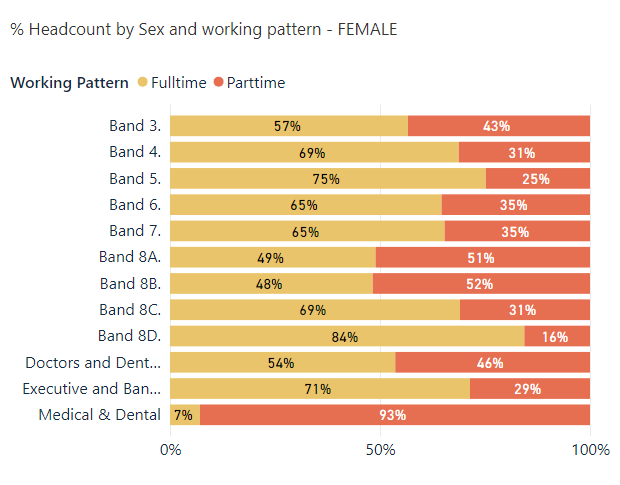 % Headcount by Sex and working pattern - FEMALE
Working Pattern Fulltime Parttime
Band 3. 57% 43%
Band 4. 69% 31%
Band 5. 75% 25%
Band 6. 65% 35%
Band 7. 65% 35%
Band 8A. 49% 51%
Band 8B. 48% 52%
Band 8C. 69% 31%
Band 8D. 84% 16%
Doctors and Dent... 54% 46%
Executive and Ban... 71% 29%
Medical & Dental 7% 93%
0% 50% 100%